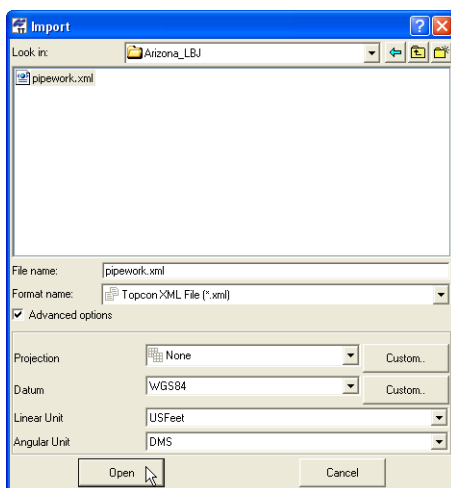 Import
Look in: Arizona_LBJ
pipework.xml
File name: pipework.xml
Format name: Topcon XML File (*.xml)
Advanced options
Projection None Custom..
Datum WGS84 Custom..
Linear Unit USFeet
Angular Unit DMS
Open Cancel